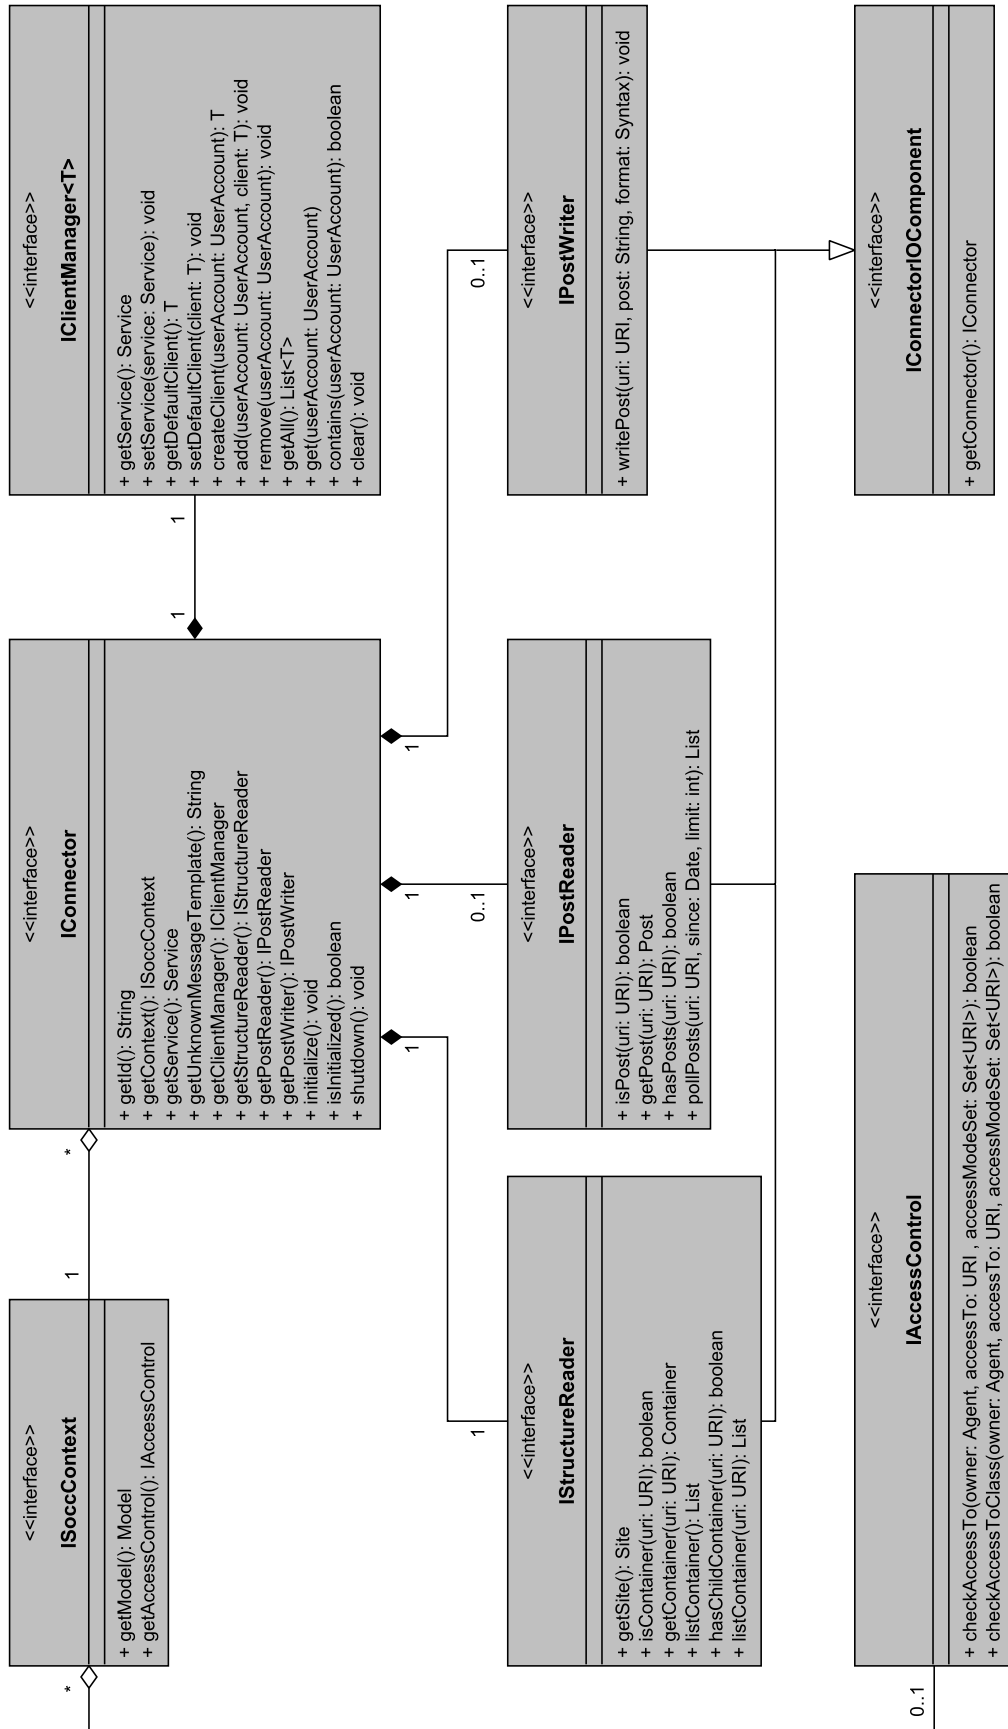 <<interface>>
ISoccContext
+ getModel(): Model
+ getAccessControl(): IAccessControl
*
1
*
<<interface>>
IConnector
+ getId(): String
+ getContext(): ISoccContext
+ getService(): Service
+ getUnknownMessageTemplate(): String
+ getClientManager(): IClientManager
+ getStructureReader(): IStructureReader
+ getPostReader(): IPostReader
+ getPostWriter(): IPostWriter
+ initialize(): void
+ isInitialized(): boolean
+ shutdown(): void
1
1
<<interface>>
IClientManager<T>
+ getService(): Service
+ setService(service: Service): void
+ getDefaultClient(): T
+ setDefaultClient(client: T): void
+ createClient(userAccount: UserAccount): T
+ add(userAccount: UserAccount, client: T): void
+ remove(userAccount: UserAccount): void
+ getAll(): List<T>
+ get(userAccount: UserAccount)
+ contains(userAccount: UserAccount): boolean
+ clear(): void
1
1
1
1
0..1
0..1
<<interface>>
IStructureReader
+ getSite(): Site
+ isContainer(uri: URI): boolean
+ getContainer(uri: URI): Container
+ listContainer(): List
+ hasChildContainer(uri: URI): boolean
+ listContainer(uri: URI): List
<<interface>>
IPostReader
+ isPost(uri: URI): boolean
+ getPost(uri: URI): Post
+ hasPosts(uri: URI): boolean
+ pollPosts(uri: URI, since: Date, limit: int): List
<<interface>>
IPostWriter
+ writePost(uri: URI, post: String, format: Syntax): void
0..1
<<interface>>
IAccessControl
+ checkAccessTo(owner: Agent, accessTo: URI , accessModeSet: Set<URI>): boolean
+ checkAccessToClass(owner: Agent, accessTo: URI, accessModeSet: Set<URI>): boolean
<<interface>>
IConnectorIOComponent
+ getConnector(): IConnector